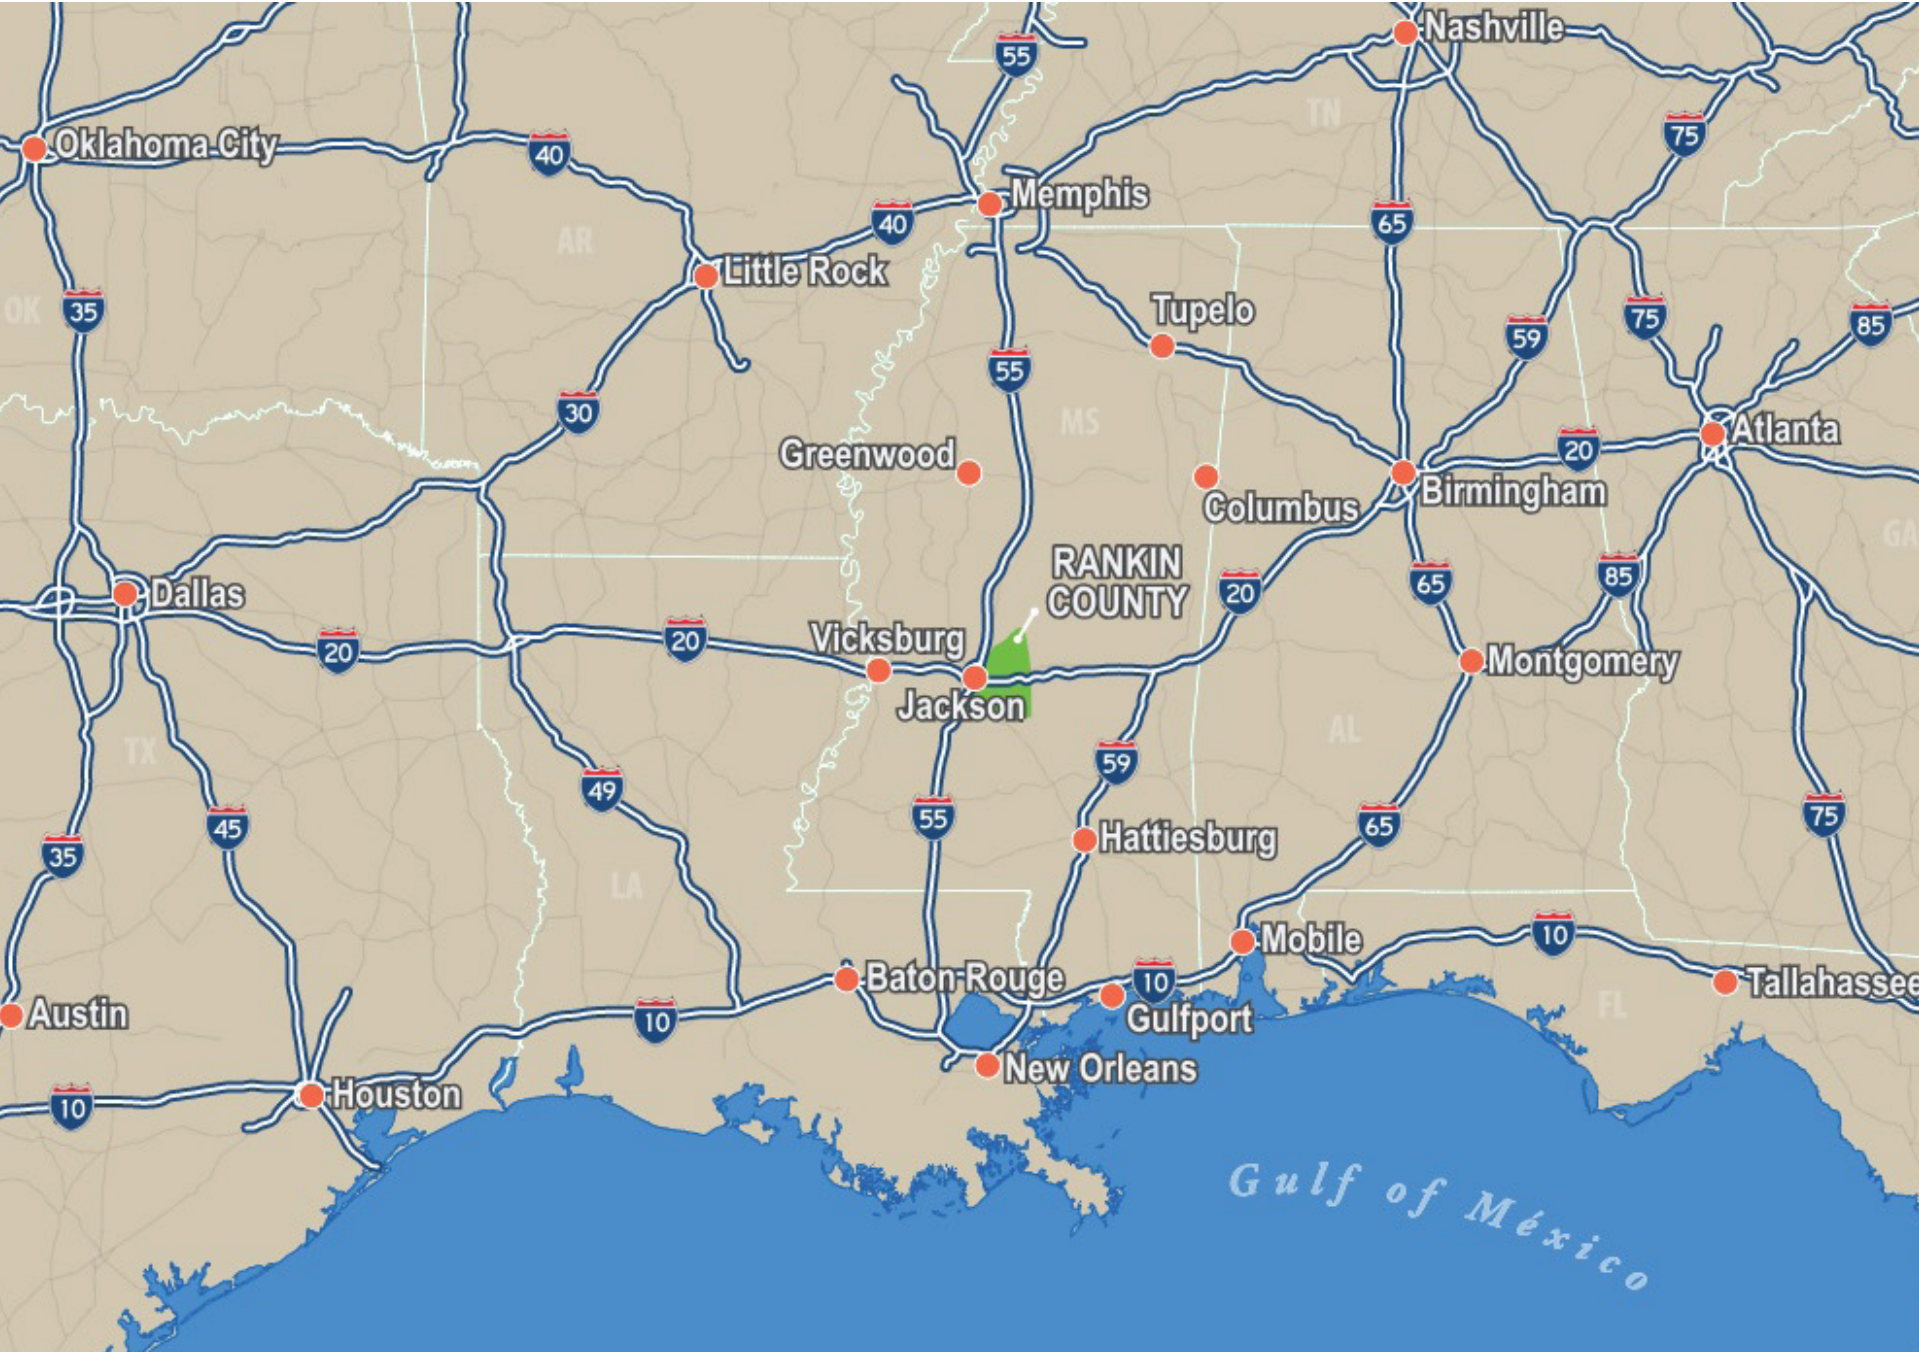 Nashville
55
TN
75
Oklahoma City
40
Memphis
40
65
AR
Little Rock
OK
35
Tupelo
59
75
85
55
30
MS
Atlanta
20
Greenwood
Columbus
Birmingham
GA
RANKIN
COUNTY
85
65
20
Dallas
20
20
Vicksburg
Jackson
Montgomery
TX
AL
59
49
45
55
65
75
35
Hattiesburg
LA
10
Mobile
Baton Rouge
10
Tallahassee
FL
Austin
10
Gulfport
New Orleans
10
Houston
Gulf of México